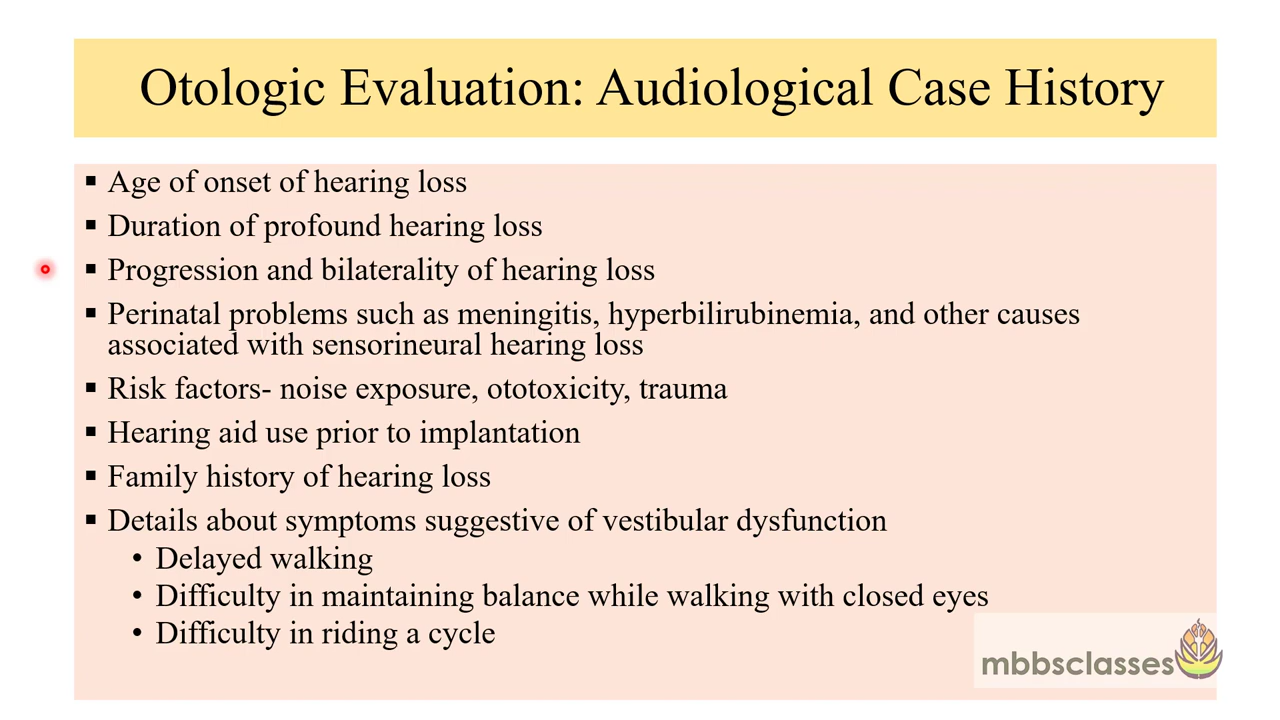 Otologic Evaluation: Audiological Case History
▪ Age of onset of hearing loss
▪ Duration of profound hearing loss
▪ Progression and bilaterality of hearing loss
▪ Perinatal problems such as meningitis, hyperbilirubinemia, and other causes
associated with sensorineural hearing loss
▪ Risk factors- noise exposure, ototoxicity, trauma
▪ Hearing aid use prior to implantation
▪ Family history of hearing loss
▪ Details about symptoms suggestive of vestibular dysfunction
• Delayed walking
• Difficulty in maintaining balance while walking with closed eyes
• Difficulty in riding a cycle
mbbsclasses